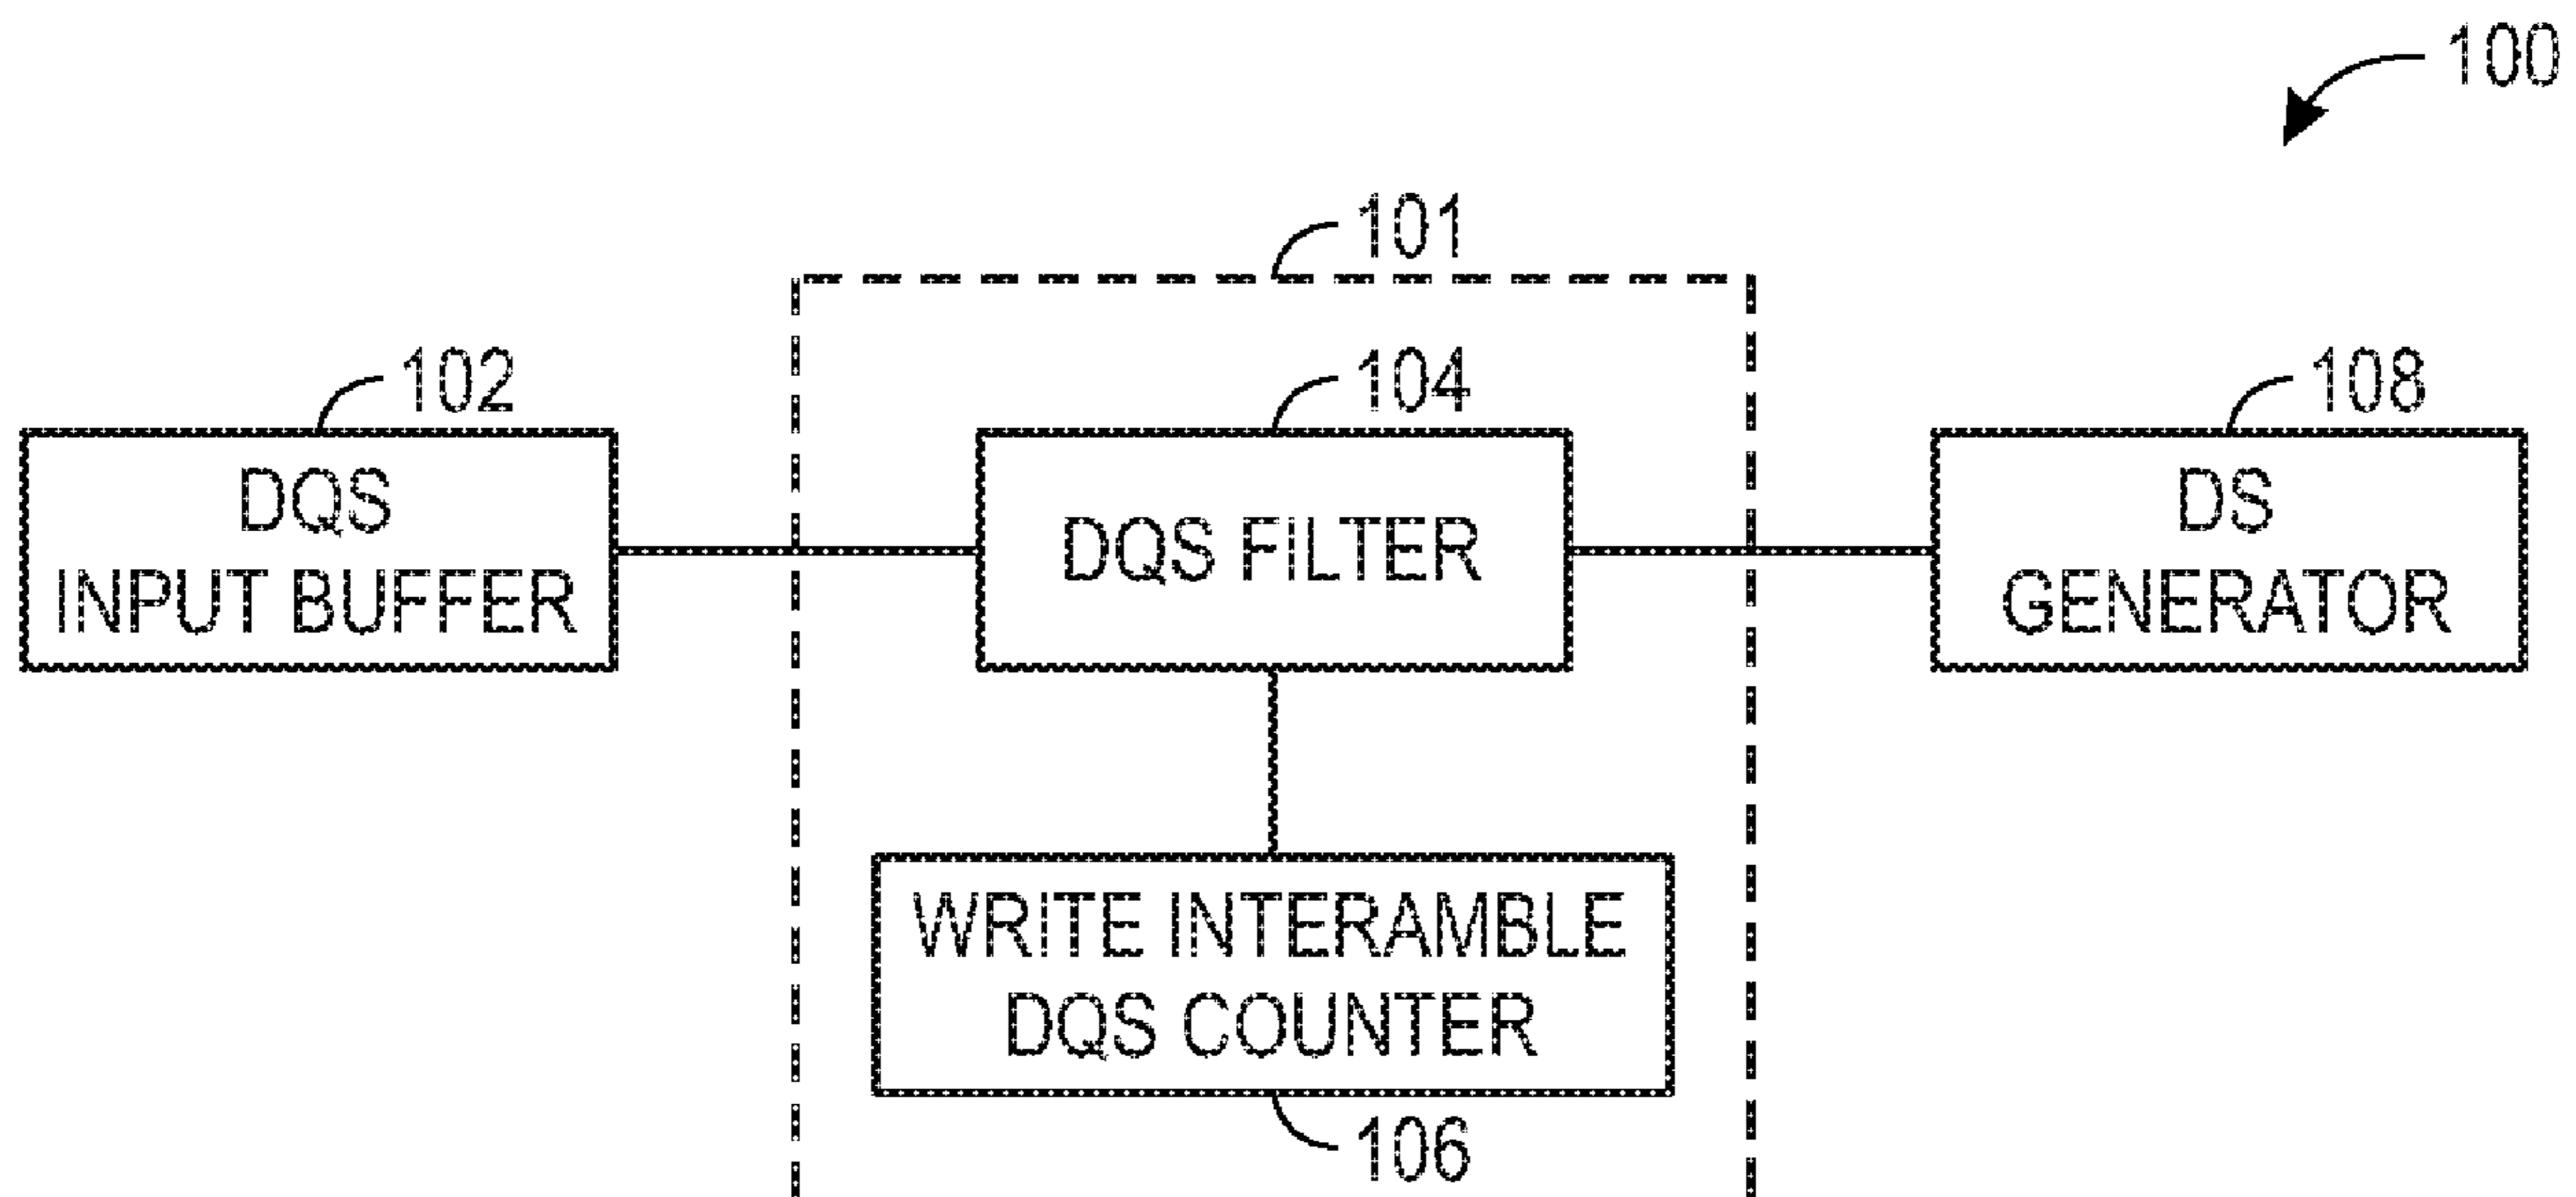 100
101
102
104
108
DQS
INPUT BUFFER
DQS FILTER
DS
GENERATOR
WRITE INTERAMBLE
DQS COUNTER
106